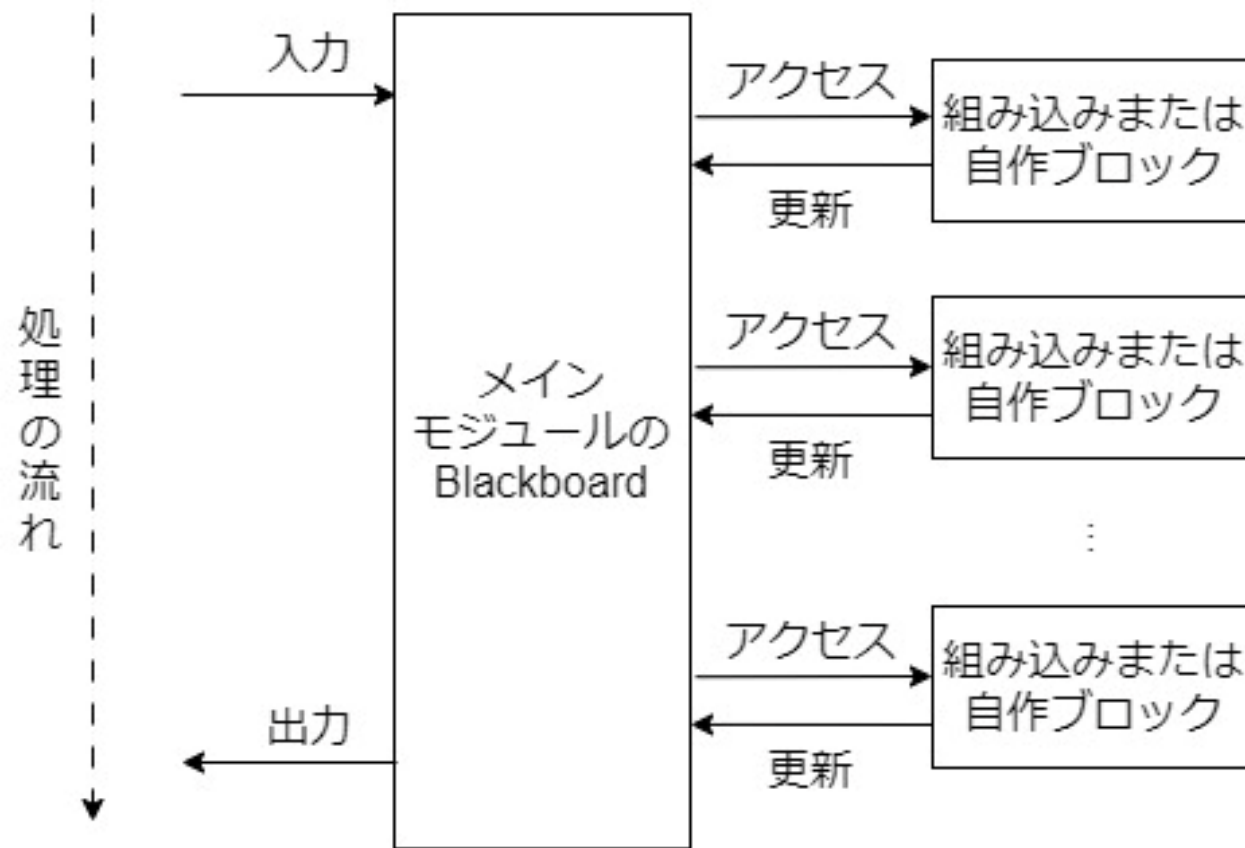 処理の流れ
入力
メイン
モジュールの
Blackboard
出力
アクセス
更新
組み込みまたは
自作ブロック
アクセス
更新
組み込みまたは
自作ブロック
⋮
アクセス
更新
組み込みまたは
自作ブロック